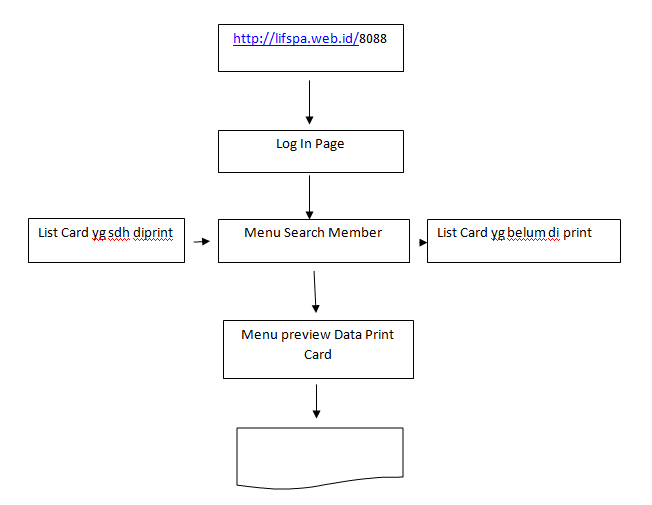 http://lifspa.web.id/8088
Log In Page
List Card yg sdh diprint
Menu Search Member
List Card yg belum di print
Menu preview Data Print
Card